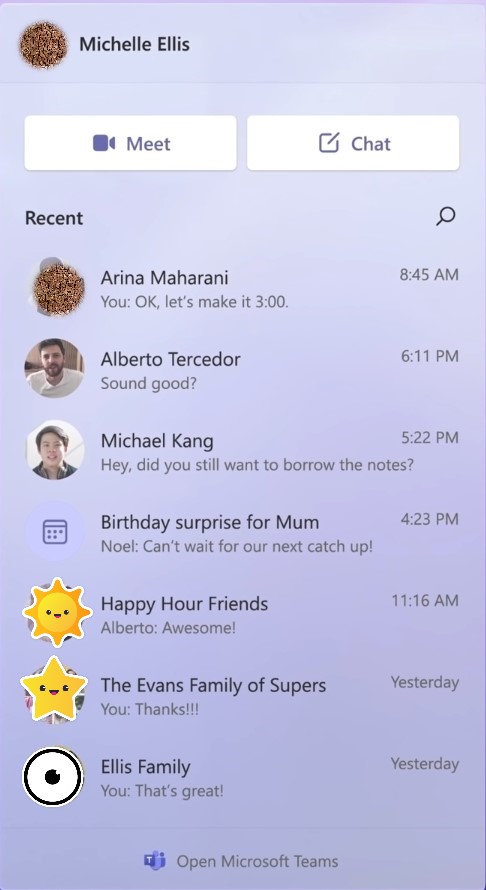 Michelle Ellis
Meet
Chat
Recent
Arina Maharani 8:45 AM
You: OK, let's make it 3:00.
Alberto Tercedor 6:11 PM
Sound good?
Michael Kang 5:22 PM
Hey, did you still want to borrow the notes?
Birthday surprise for Mum 4:23 PM
Noel: Can't wait for our next catch up!
Happy Hour Friends 11:16 AM
Alberto: Awesome!
The Evans Family of Supers Yesterday
You: Thanks!!!
Ellis Family Yesterday
You: That's great!
Open Microsoft Teams